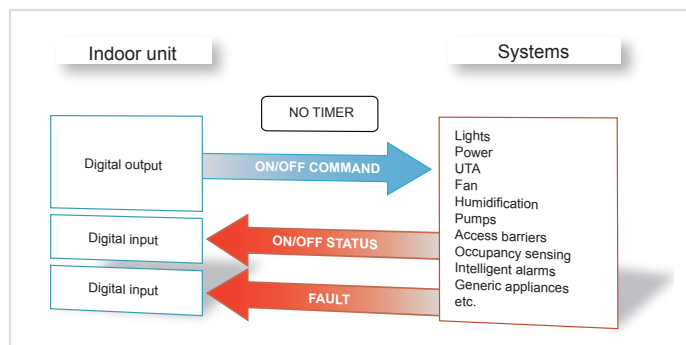 Indoor unit
Systems
NO TIMER
Digital output
ON/OFF COMMAND
Digital input
ON/OFF STATUS
Digital input
FAULT
Lights
Power
UTA
Fan
Humidification
Pumps
Access barriers
Occupancy sensing
Intelligent alarms
Generic appliances
etc.